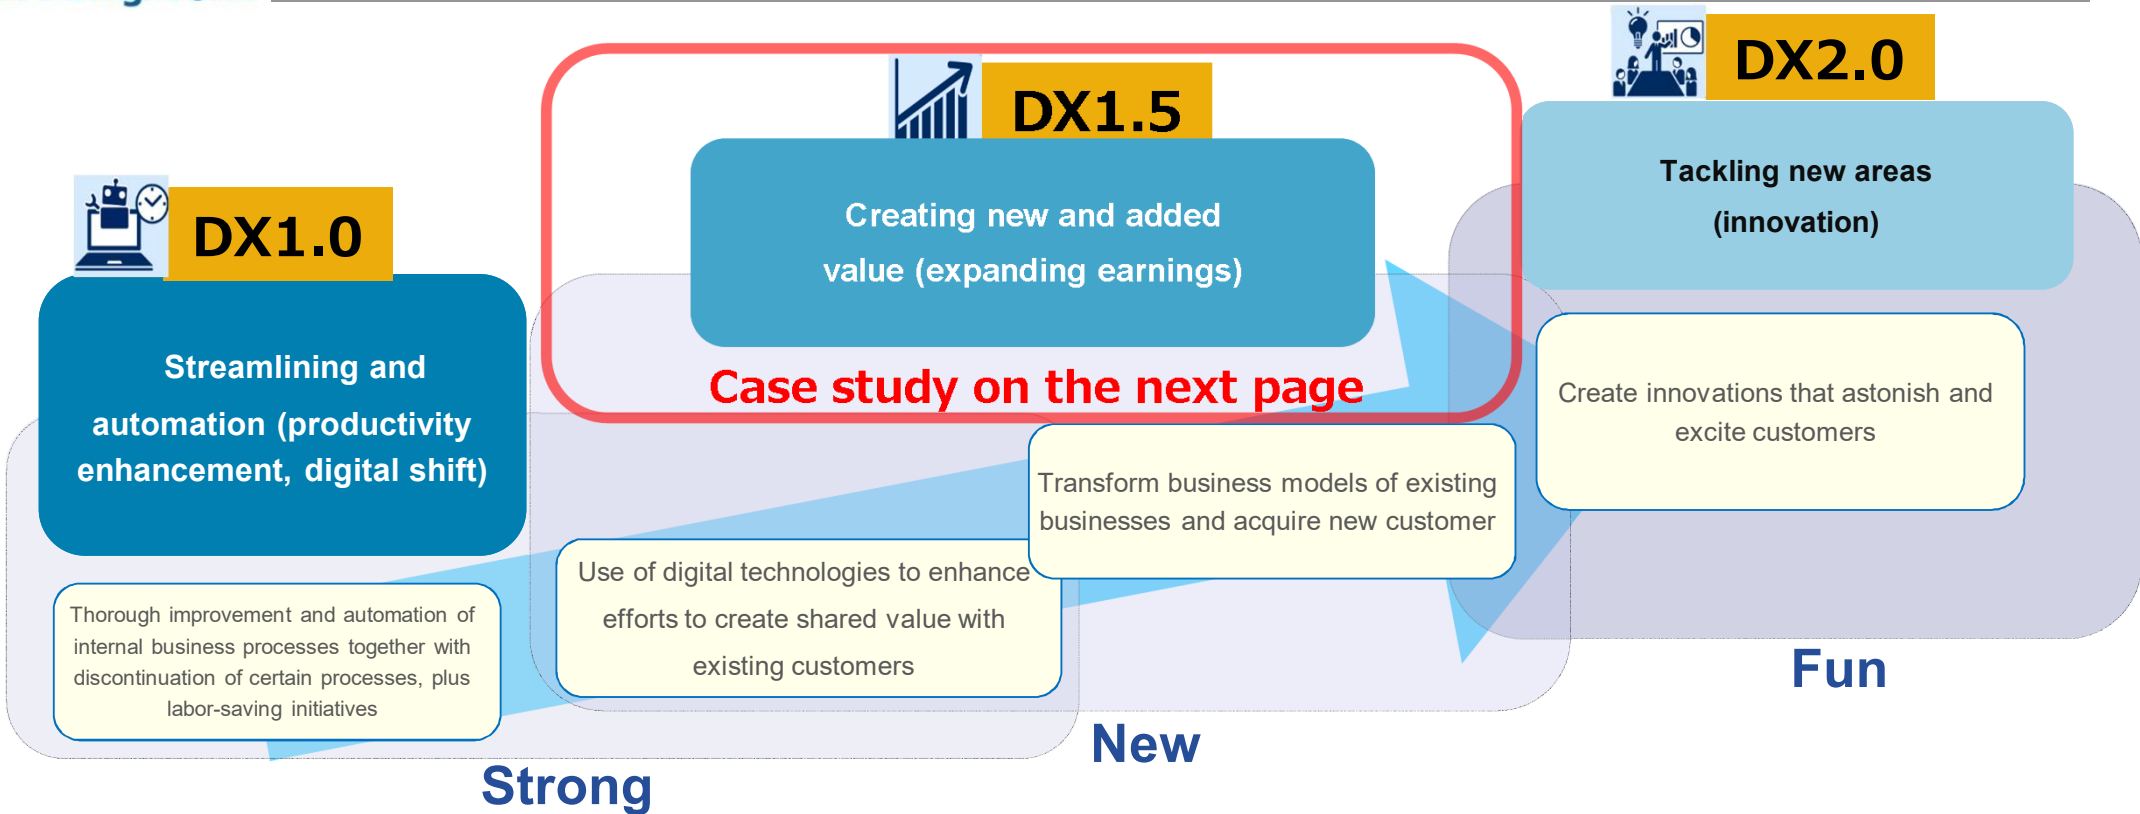 DX1.0
Streamlining and
automation (productivity
enhancement, digital shift)
Thorough improvement and automation of
internal business processes together with
discontinuation of certain processes, plus
labor-saving initiatives
DX1.5
Creating new and added
value (expanding earnings)
Case study on the next page
Use of digital technologies to enhance
efforts to create shared value with
existing customers
Transform business models of existing
businesses and acquire new customer
DX2.0
Tackling new areas
(innovation)
Create innovations that astonish and
excite customers
Strong
New
Fun